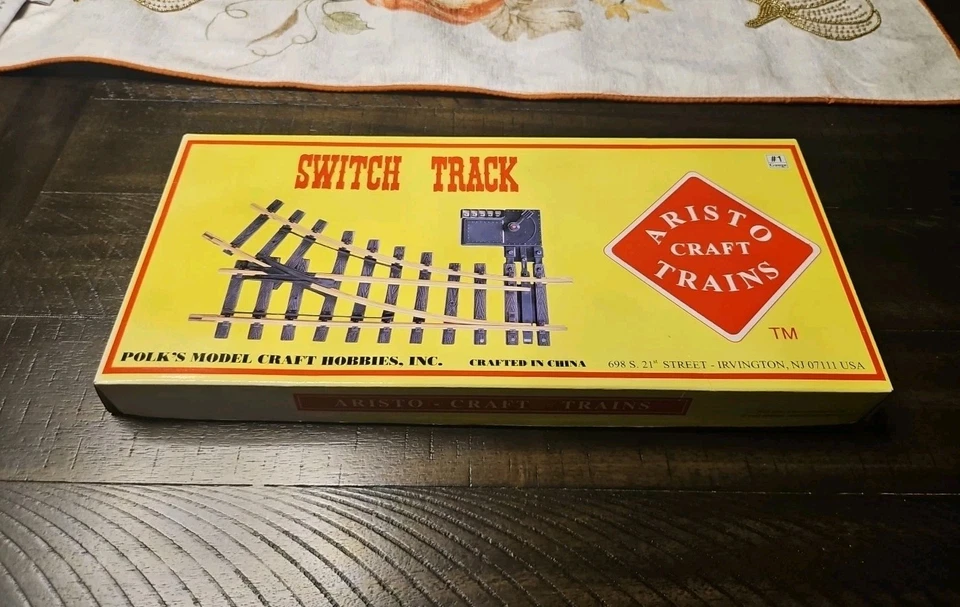 SWITCH TRACK
#1
Gauge
ARISTO
CRAFT
TRAINS
TM
POLK'S MODEL CRAFT HOBBIES, INC. CRAFTED IN CHINA 698 S. 21st STREET - IRVINGTON, NJ 07111 USA
ARISTO - CRAFT TRAINS